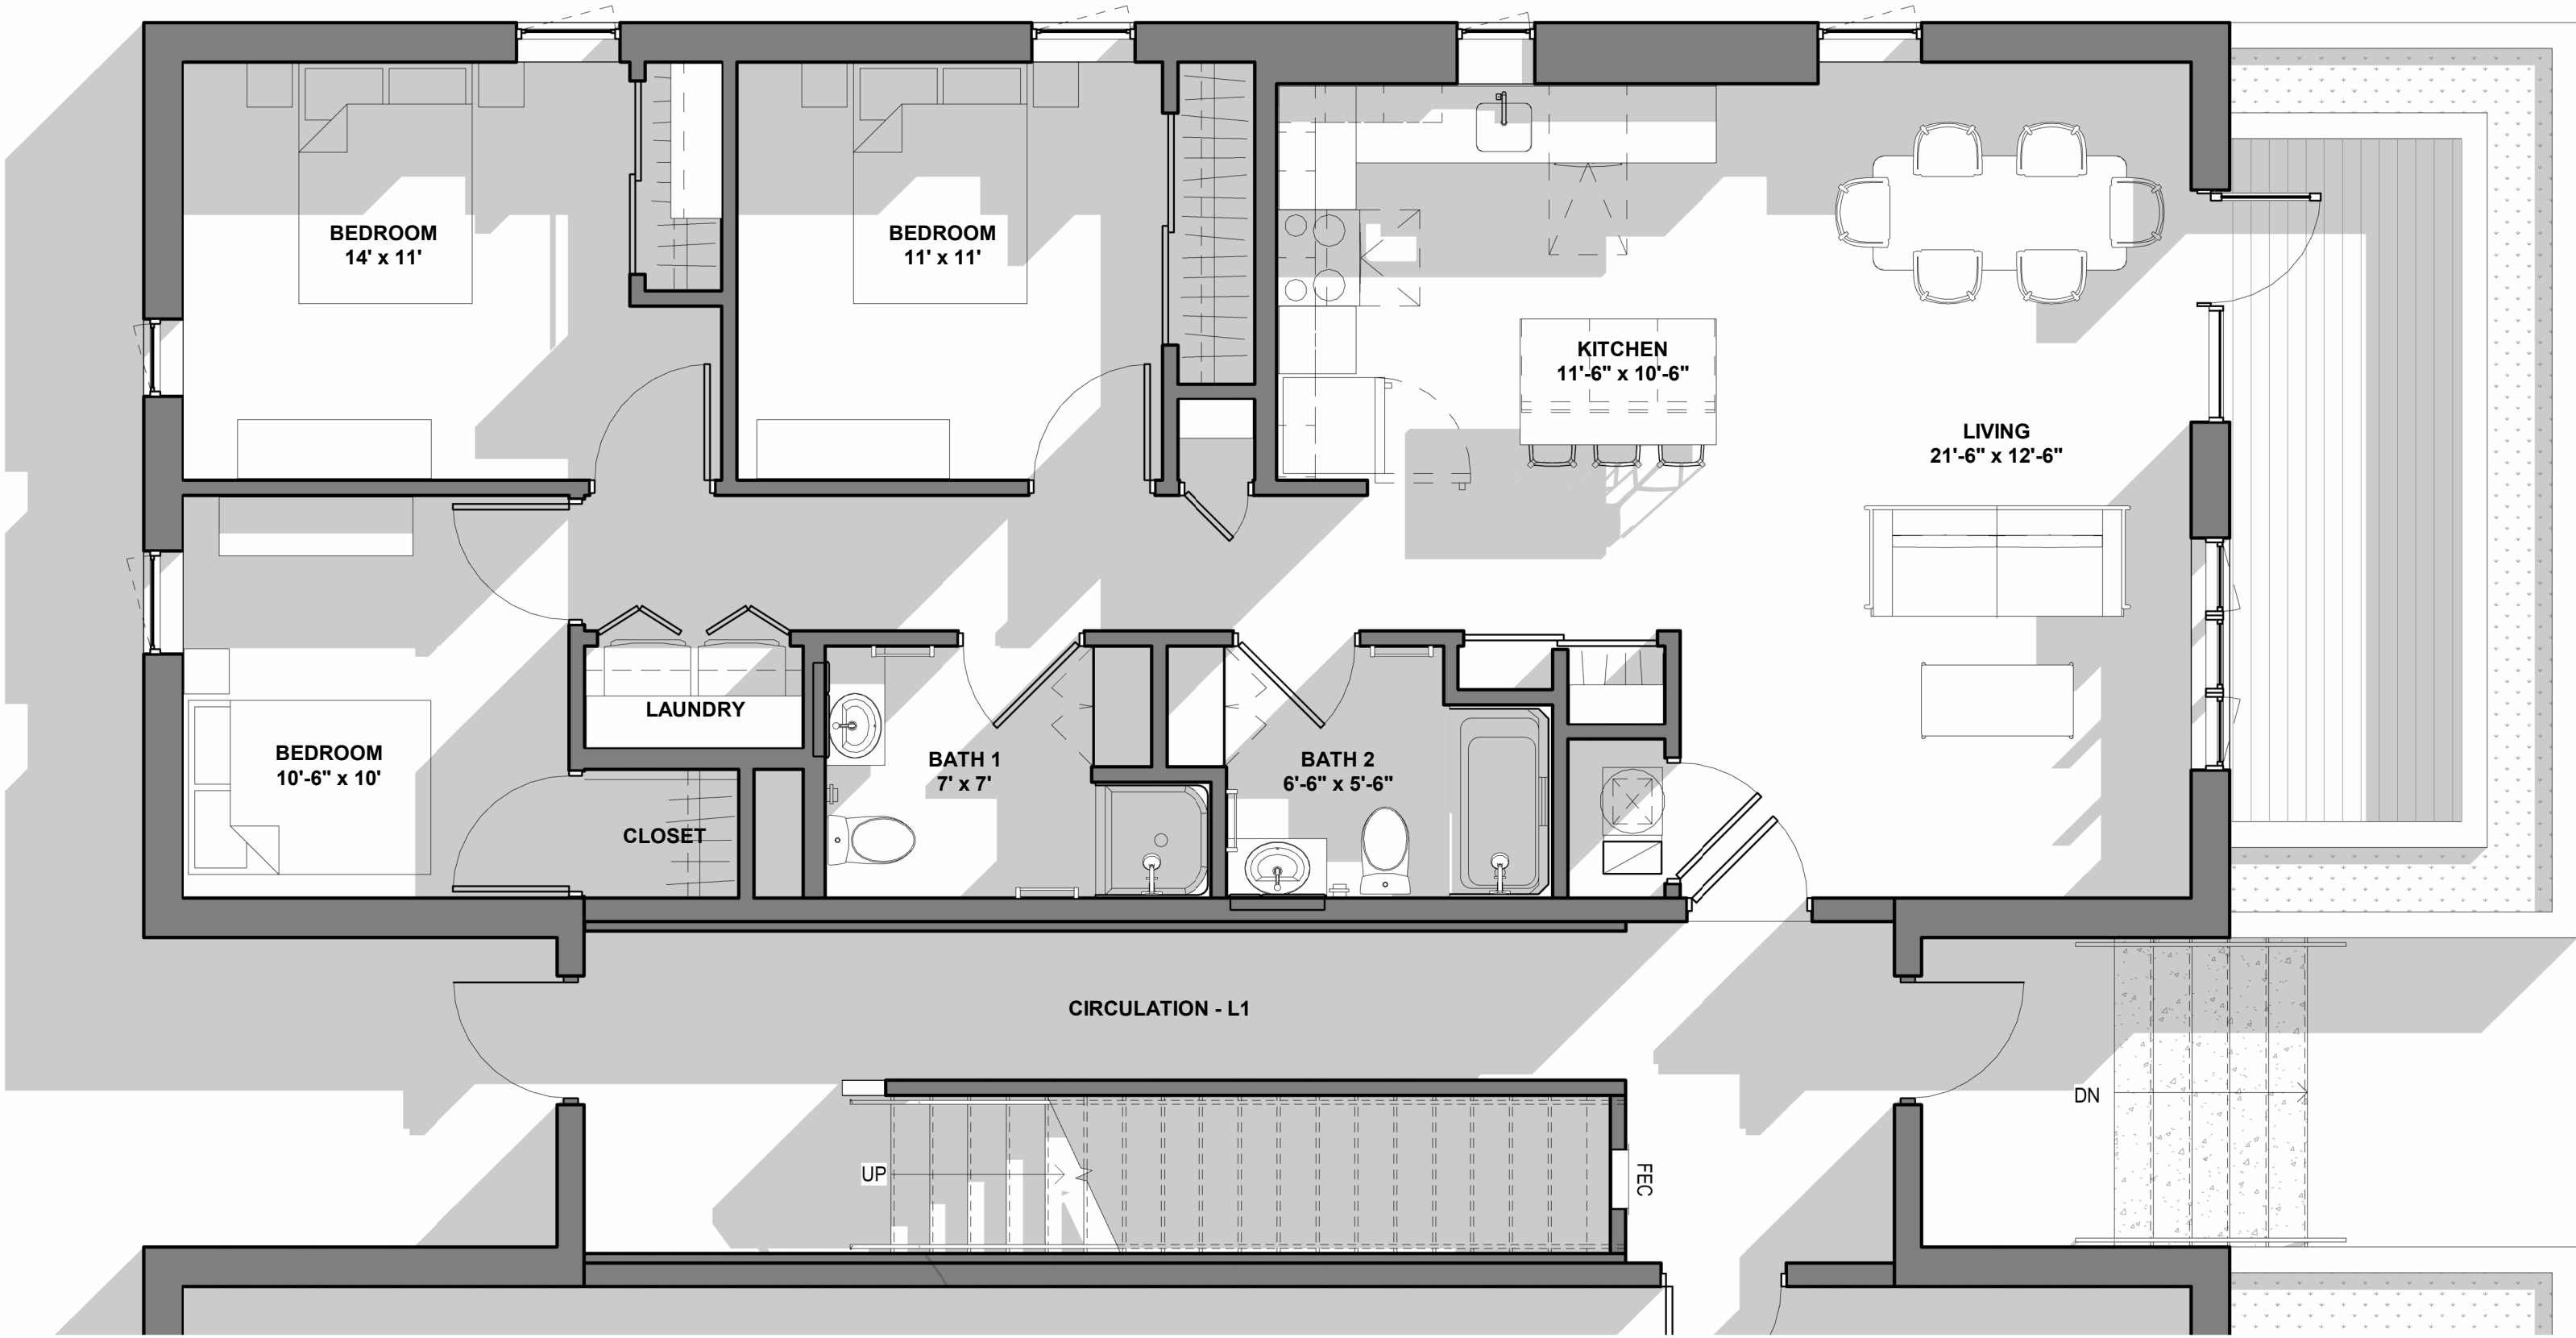 BEDROOM
14' x 11'
BEDROOM
11' x 11'
KITCHEN
11'-6" x 10'-6"
LIVING
21'-6" x 12'-6"
LAUNDRY
BEDROOM
10'-6" x 10'
BATH 1
7' x 7'
BATH 2
6'-6" x 5'-6"
CLOSET
CIRCULATION - L1
DN
UP
FEC